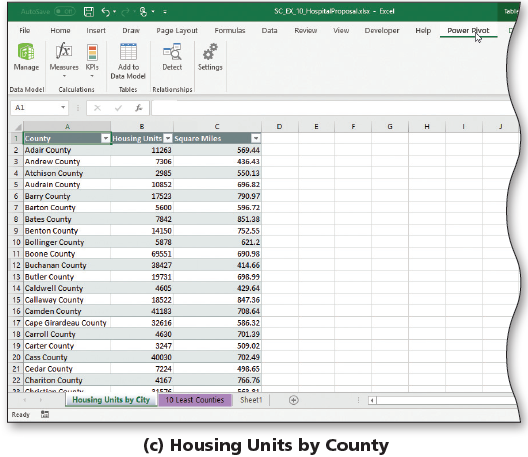 AutoSave Off SC_EX_10_HospitalProposal.xlsx - Excel Table
File Home Insert Draw Page Layout Formulas Data Review View Developer Help Power Pivot
Manage Measures KPIs Add to Data Model Detect Settings
Data Model Calculations Tables Relationships
A1 fx
A B C D E F G H I J
1 County Housing Units Square Miles
2 Adair County 11263 569.44
3 Andrew County 7306 436.43
4 Atchison County 2985 550.13
5 Audrain County 10852 696.82
6 Barry County 17523 790.97
7 Barton County 5600 596.72
8 Bates County 7842 851.38
9 Benton County 14150 752.55
10 Bollinger County 5878 621.2
11 Boone County 69551 690.98
12 Buchanan County 38427 414.66
13 Butler County 19731 698.99
14 Caldwell County 4605 429.64
15 Callaway County 18522 847.36
16 Camden County 41183 708.64
17 Cape Girardeau County 32616 586.32
18 Carroll County 4630 701.39
19 Carter County 3247 509.02
20 Cass County 40030 702.49
21 Cedar County 7224 498.65
22 Chariton County 4167 766.76
23 Christian County 31576 563.81
Housing Units by City 10 Least Counties Sheet1
Ready
(c) Housing Units by County